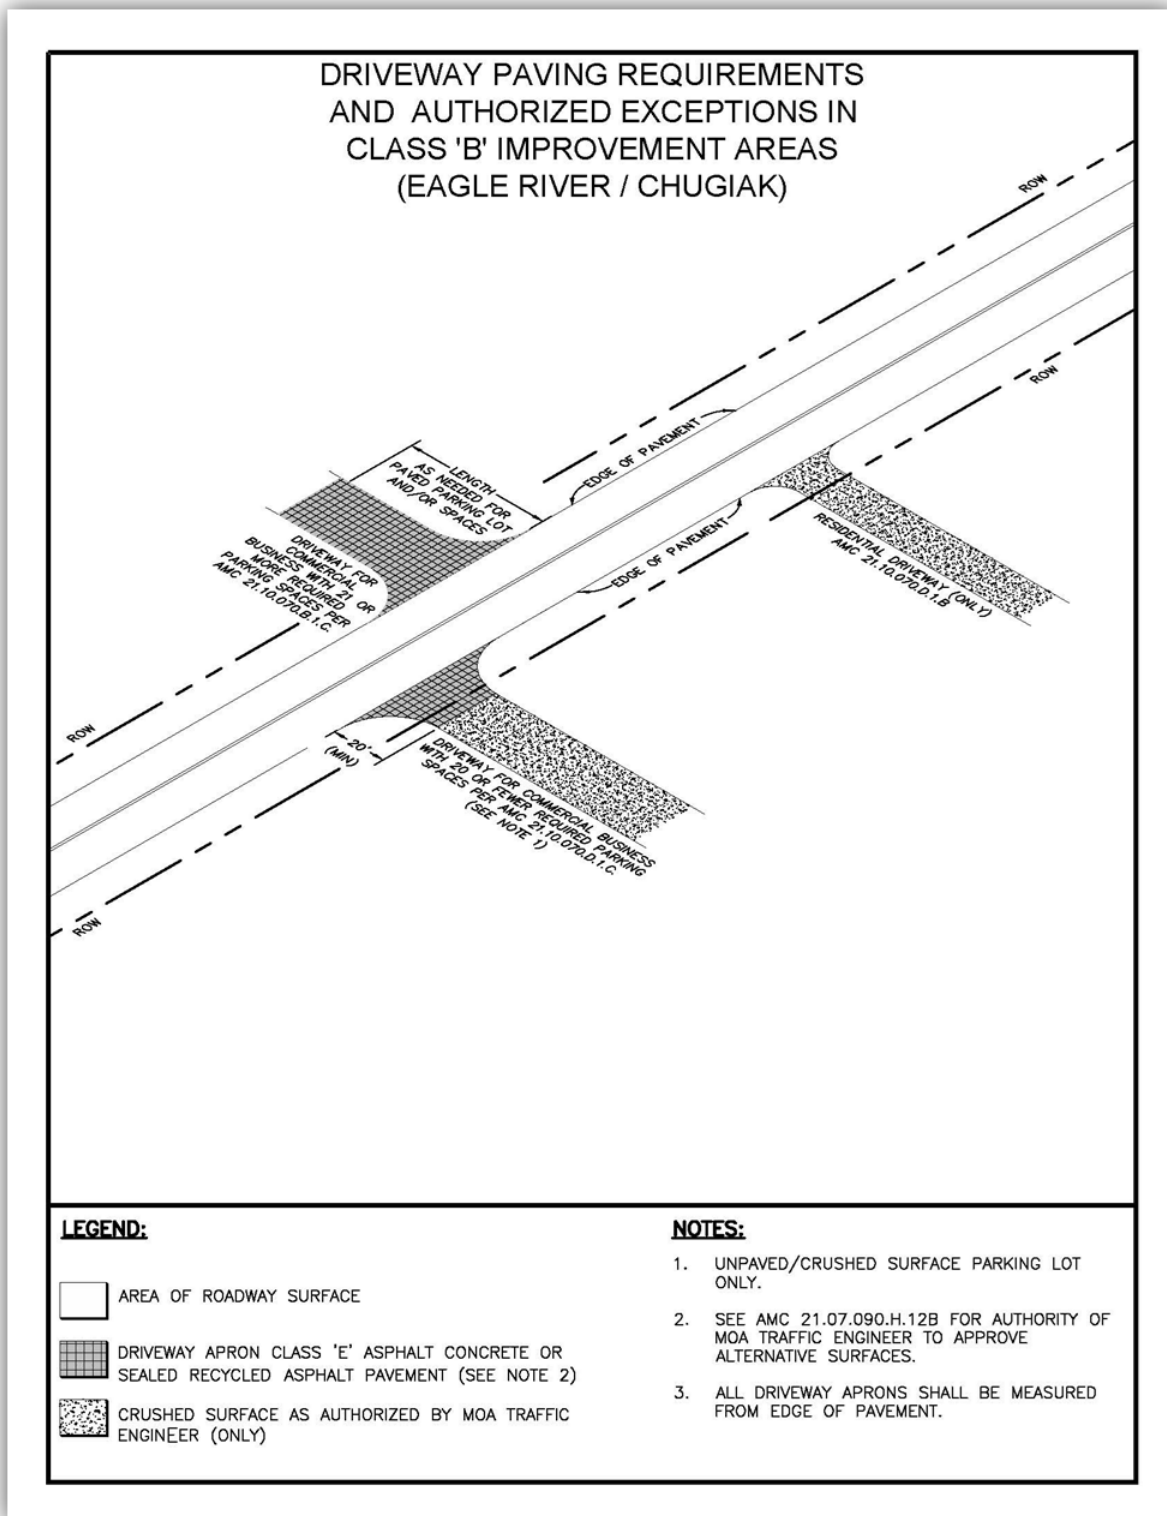 DRIVEWAY PAVING REQUIREMENTS
AND AUTHORIZED EXCEPTIONS IN
CLASS 'B' IMPROVEMENT AREAS
(EAGLE RIVER / CHUGIAK)
ROW
ROW
EDGE OF PAVEMENT
LENGTH
AS NEEDED FOR
PAVED PARKING LOT
AND/OR SPACES
DRIVEWAY FOR
COMMERCIAL
BUSINESS WITH 21 OR
MORE REQUIRED
PARKING SPACES PER
AMC 21.10.070.B.1.C.
EDGE OF PAVEMENT
RESIDENTIAL DRIVEWAY (ONLY)
AMC 21.10.070.D.1.B
ROW
20'
(MIN)
DRIVEWAY FOR COMMERCIAL BUSINESS
WITH 20 OR FEWER REQUIRED PARKING
SPACES PER AMC 21.10.070.D.1.C.
(SEE NOTE 1)
ROW
LEGEND:
AREA OF ROADWAY SURFACE
DRIVEWAY APRON CLASS 'E' ASPHALT CONCRETE OR
SEALED RECYCLED ASPHALT PAVEMENT (SEE NOTE 2)
CRUSHED SURFACE AS AUTHORIZED BY MOA TRAFFIC
ENGINEER (ONLY)
NOTES:
1. UNPAVED/CRUSHED SURFACE PARKING LOT
ONLY.
2. SEE AMC 21.07.090.H.12B FOR AUTHORITY OF
MOA TRAFFIC ENGINEER TO APPROVE
ALTERNATIVE SURFACES.
3. ALL DRIVEWAY APRONS SHALL BE MEASURED
FROM EDGE OF PAVEMENT.